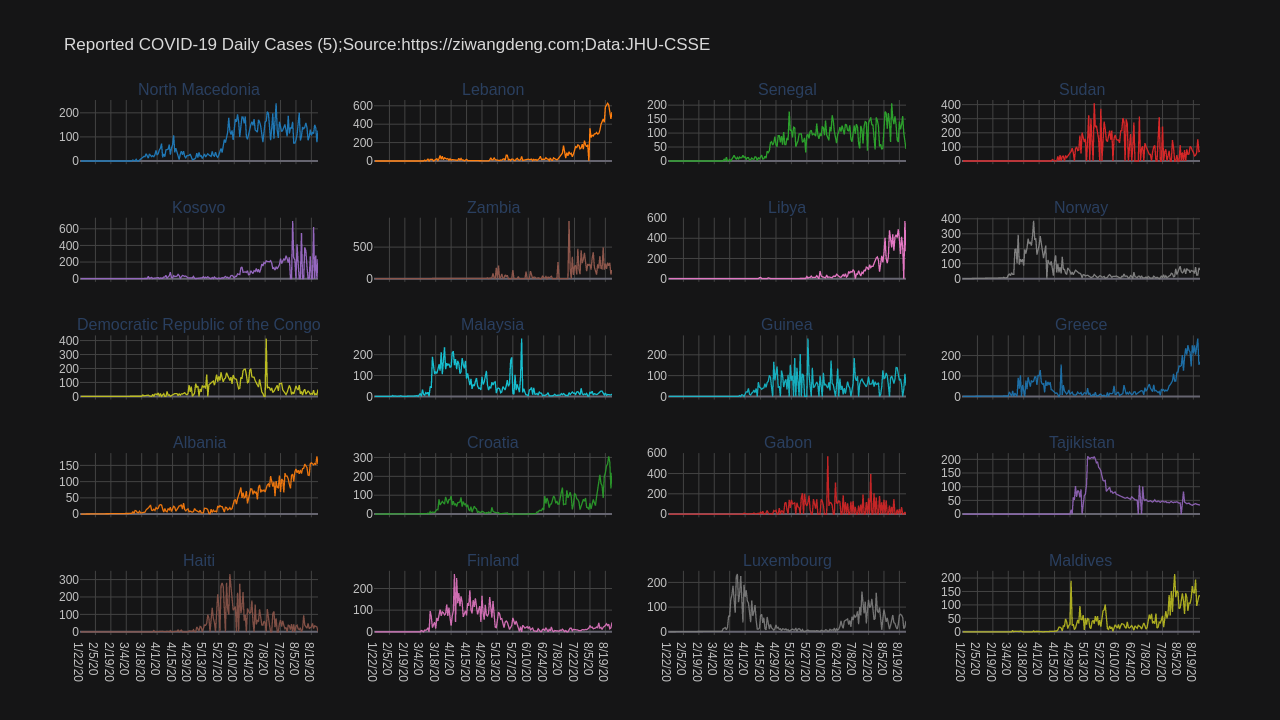 Reported COVID-19 Daily Cases (5);Source:https://ziwangdeng.com;Data:JHU-CSSE
North Macedonia Lebanon Senegal Sudan
200 100 0
600 400 200 0
200 150 100 50 0
400 300 200 100 0
Kosovo Zambia Libya Norway
600 400 200 0
500 0
600 400 200 0
400 300 200 100 0
Democratic Republic of the Congo Malaysia Guinea Greece
400 300 200 100 0
200 100 0
200 100 0
200 100 0
Albania Croatia Gabon Tajikistan
150 100 50 0
300 200 100 0
600 400 200 0
200 150 100 50 0
Haiti Finland Luxembourg Maldives
300 200 100 0
200 100 0
200 100 0
200 150 100 50 0
1/22/20 2/5/20 2/19/20 3/4/20 3/18/20 4/1/20 4/15/20 4/29/20 5/13/20 5/27/20 6/10/20 6/24/20 7/8/20 7/22/20 8/5/20 8/19/20
1/22/20 2/5/20 2/19/20 3/4/20 3/18/20 4/1/20 4/15/20 4/29/20 5/13/20 5/27/20 6/10/20 6/24/20 7/8/20 7/22/20 8/5/20 8/19/20
1/22/20 2/5/20 2/19/20 3/4/20 3/18/20 4/1/20 4/15/20 4/29/20 5/13/20 5/27/20 6/10/20 6/24/20 7/8/20 7/22/20 8/5/20 8/19/20
1/22/20 2/5/20 2/19/20 3/4/20 3/18/20 4/1/20 4/15/20 4/29/20 5/13/20 5/27/20 6/10/20 6/24/20 7/8/20 7/22/20 8/5/20 8/19/20